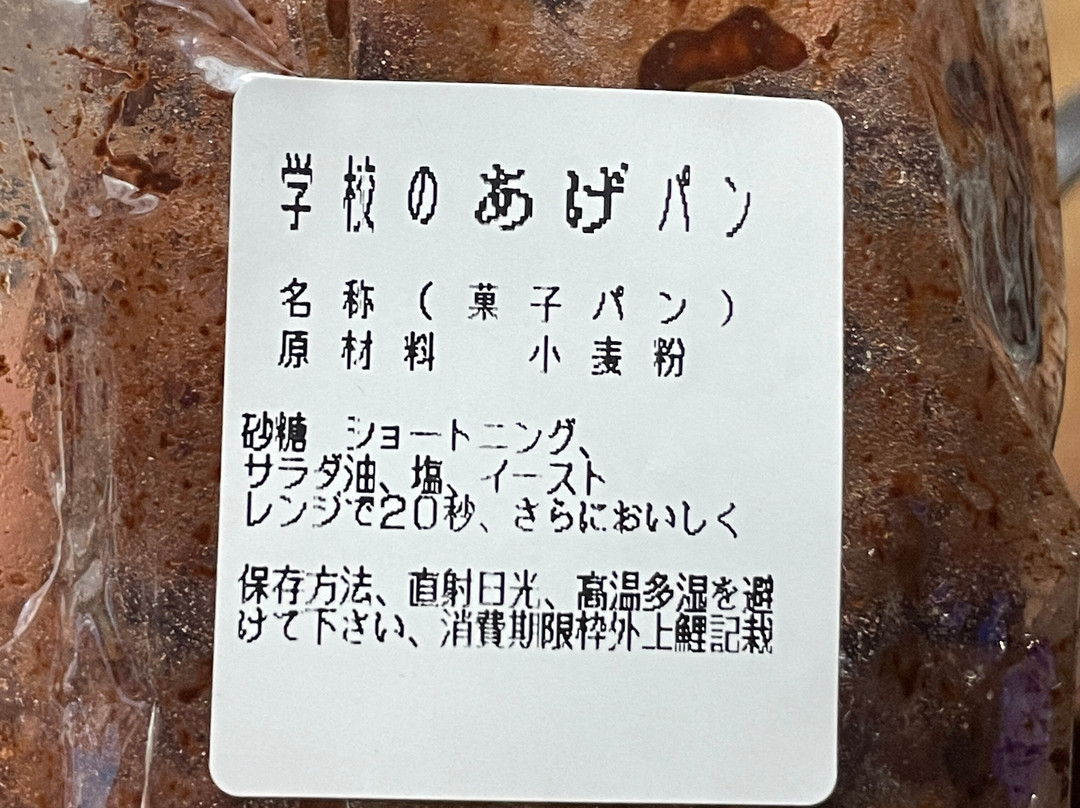 学校のあげパン
名称(菓子パン)
原材料 小麦粉
砂糖 ショートニング、
サラダ油、塩、イースト
レンジで20秒、さらにおいしく
保存方法、直射日光、高温多湿を避
けて下さい、消費期限枠外上鯉記栽